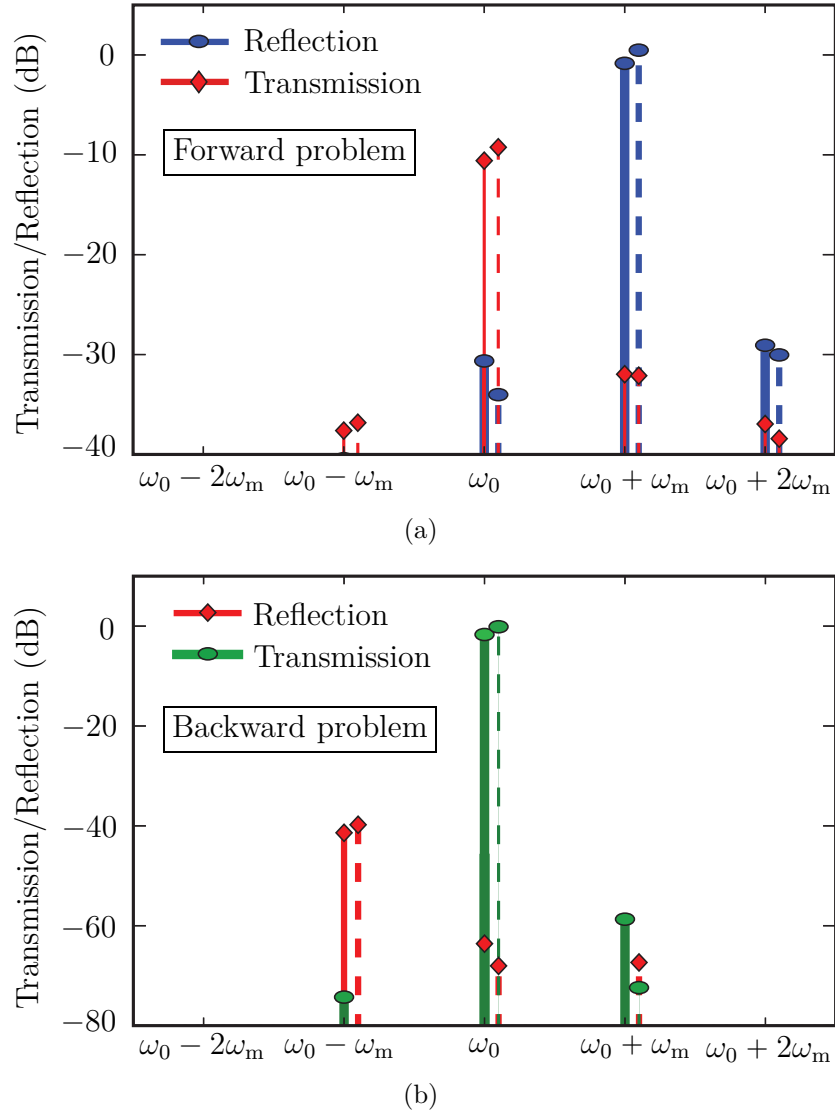 Transmission/Reflection (dB)
0
−10
−20
−30
−40
Reflection
Transmission
Forward problem
ω₀ − 2ωₘ
ω₀ − ωₘ
ω₀
ω₀ + ωₘ
ω₀ + 2ωₘ
(a)
Transmission/Reflection (dB)
0
−20
−40
−60
−80
Reflection
Transmission
Backward problem
ω₀ − 2ωₘ
ω₀ − ωₘ
ω₀
ω₀ + ωₘ
ω₀ + 2ωₘ
(b)